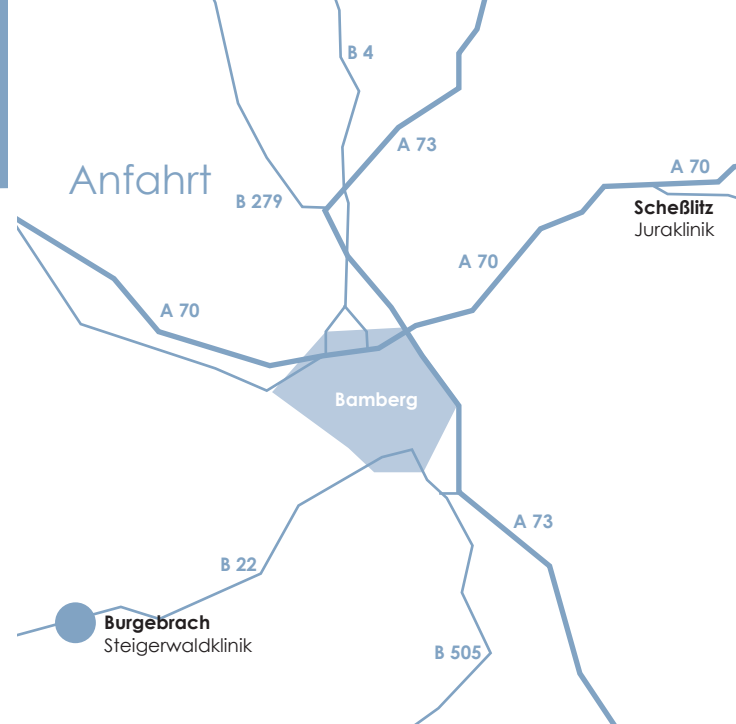 B 4
A 73
Anfahrt
A 70
B 279
Scheßlitz
Juraklinik
A 70
A 70
Bamberg
A 73
B 22
Burgebrach
Steigerwaldklinik
B 505